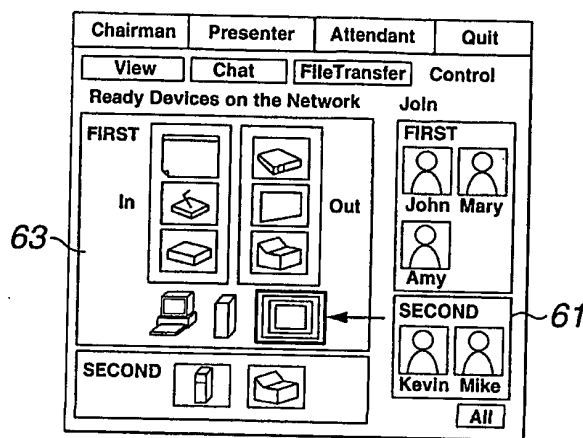 Chairman Presenter Attendant Quit
View Chat FileTransfer Control
Ready Devices on the Network Join
FIRST
In
Out
FIRST
John Mary
Amy
63
SECOND
61
Kevin Mike
SECOND
All